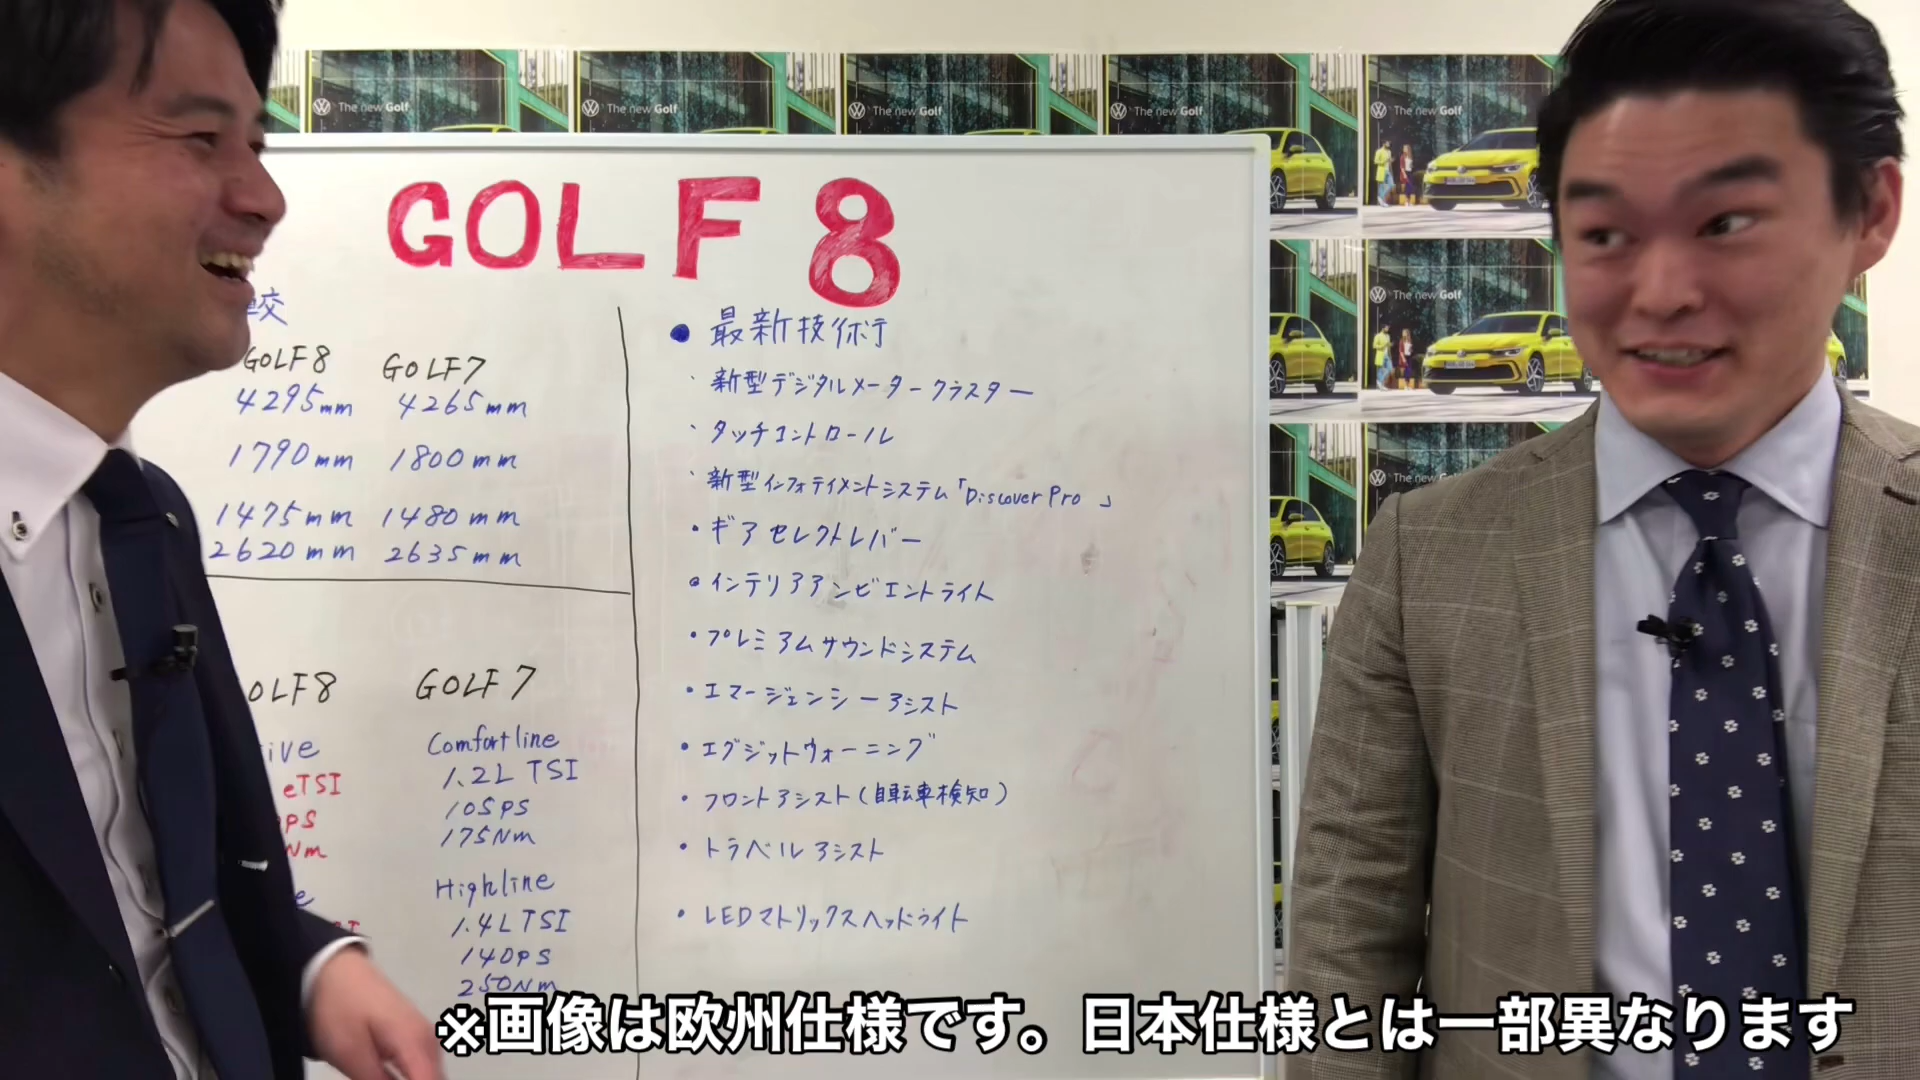 The new Golf
The new Golf
The new Golf
The new Golf
The new Golf
The new Golf
The new
GOLF 8
較
GOLF8 GOLF7
4295mm 4265mm
1790mm 1800mm
1475mm 1480mm
2620mm 2635mm
OLF8 GOLF7
ive Comfortline
eTSI 1.2L TSI
ps 105ps
Nm 175Nm
e Highline
1.4L TSI
140ps
250Nm
● 最新技術
・新型デジタルメータークラスター
・タッチコントロール
・新型インフォテイメントシステム「Discover Pro 」
・ギアセレクトレバー
・インテリアアンビエントライト
・プレミアムサウンドシステム
・エマージェンシーアシスト
・エグジットウォーニング
・フロントアシスト(自転車検知)
・トラベルアシスト
・LEDマトリックスヘッドライト
※画像は欧州仕様です。日本仕様とは一部異なります